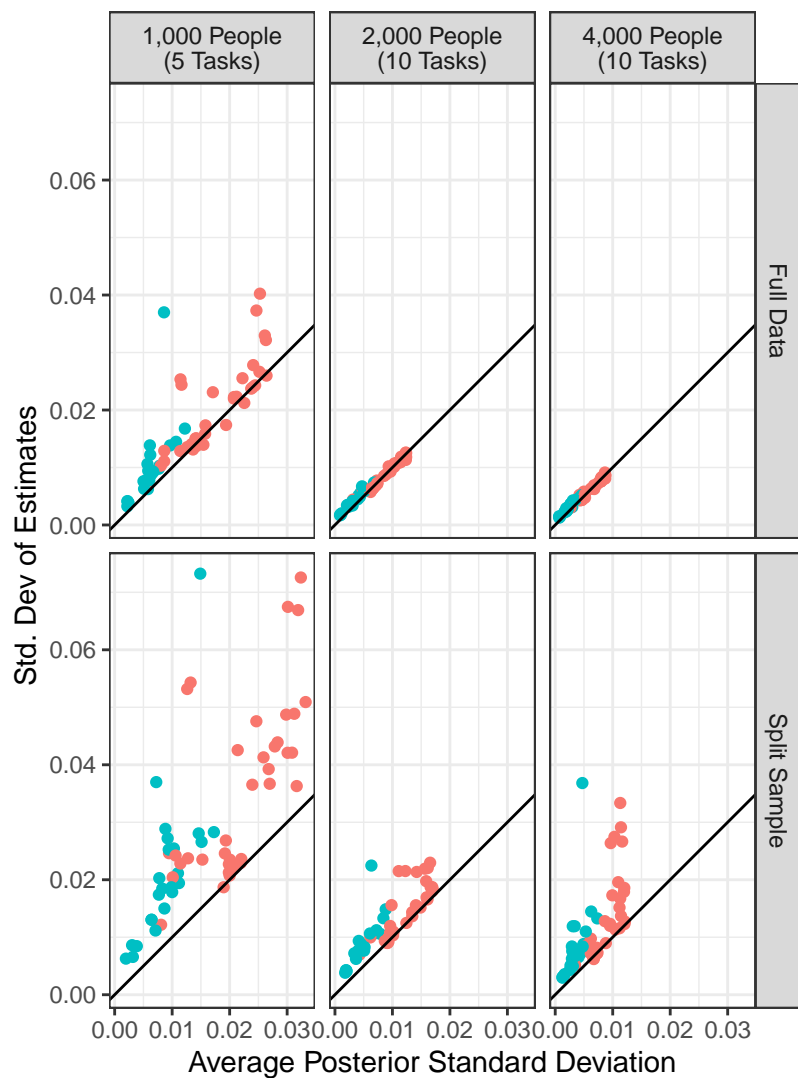 1,000 People
(5 Tasks)
2,000 People
(10 Tasks)
4,000 People
(10 Tasks)
Std. Dev of Estimates
0.06
0.04
0.02
0.00
Full Data
0.06
0.04
0.02
0.00
Split Sample
0.00 0.01 0.02 0.03
0.00 0.01 0.02 0.03
0.00 0.01 0.02 0.03
Average Posterior Standard Deviation